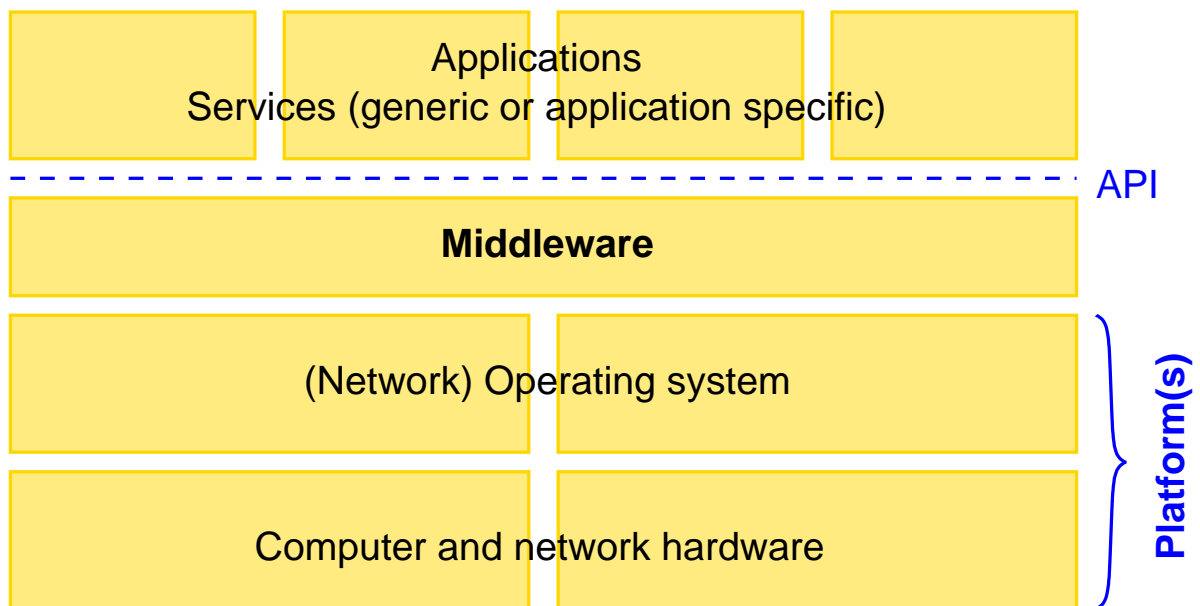 Applications
Services (generic or application specific)
API
Middleware
(Network) Operating system
Platform(s)
Computer and network hardware